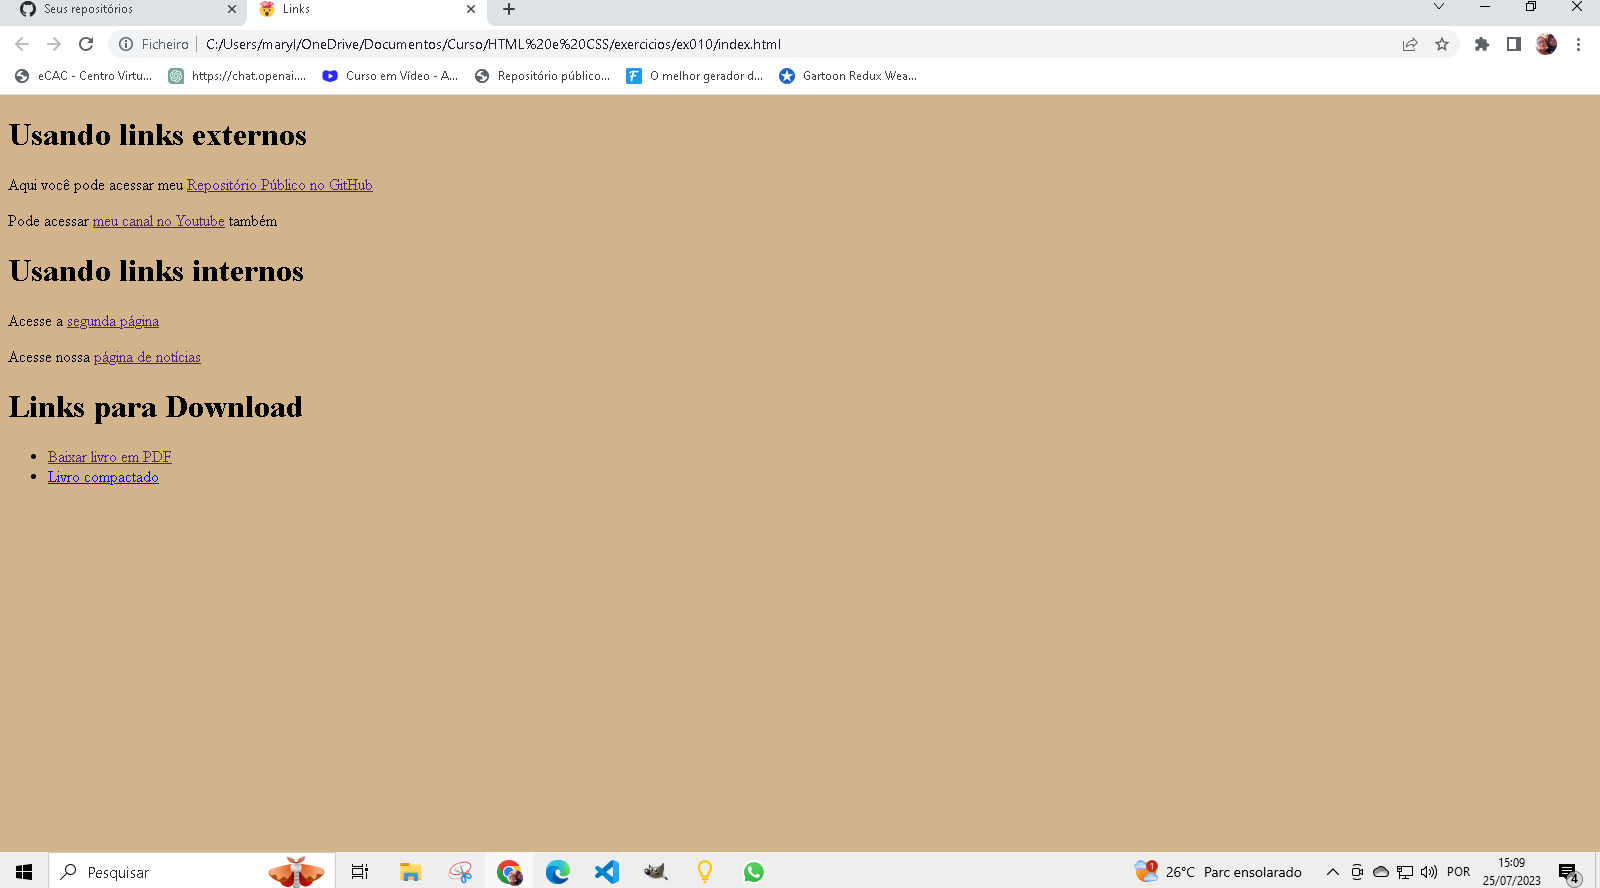 Seus repositórios
Links
Ficheiro
C:/Users/maryl/OneDrive/Documentos/Curso/HTML%20e%20CSS/exercicios/ex010/index.html
eCAC - Centro Virtu...
https://chat.openai....
Curso em Vídeo - A...
Repositório público...
O melhor gerador d...
Gartoon Redux Wea...
Usando links externos
Aqui você pode acessar meu Repositório Público no GitHub
Pode acessar meu canal no Youtube também
Usando links internos
Acesse a segunda página
Acesse nossa página de notícias
Links para Download
Baixar livro em PDF
Livro compactado
Pesquisar
1
26°C Parc ensolarado
POR
15:09
25/07/2023
4